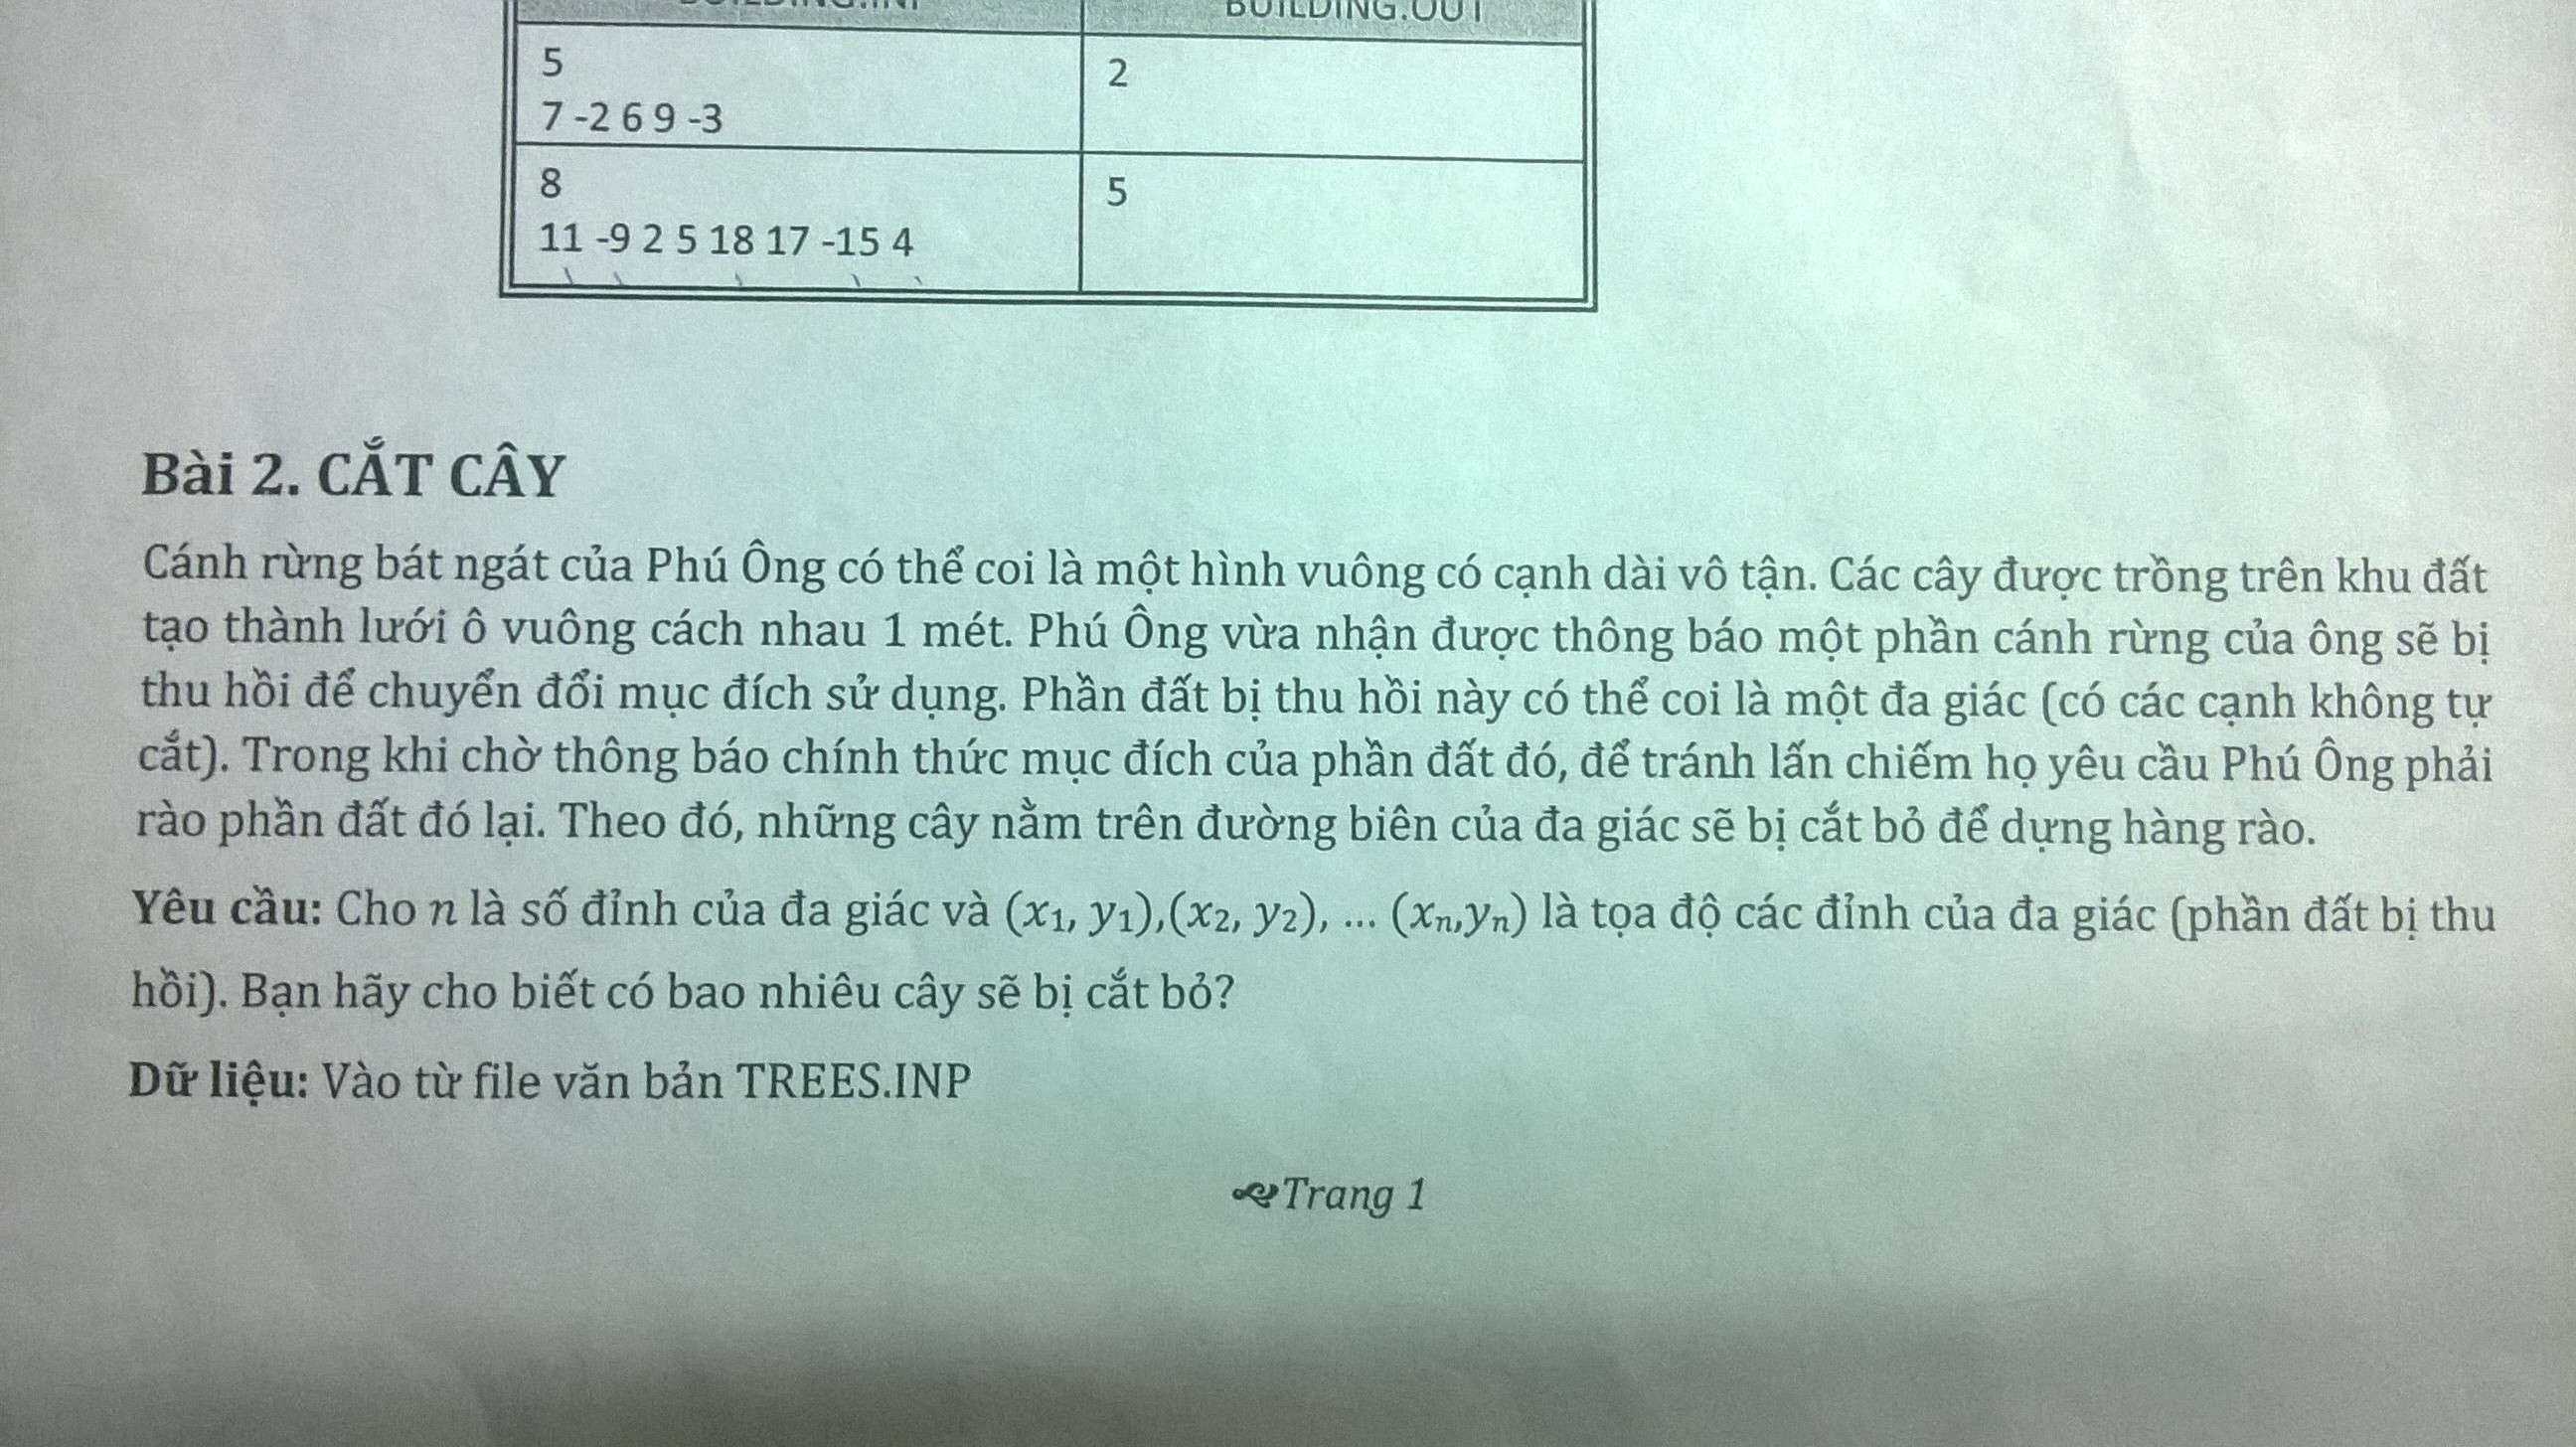 BUILDING.INP BUILDING.OUT
5 2
7 -2 6 9 -3
8 5
11 -9 2 5 18 17 -15 4
Bài 2. CẮT CÂY
Cánh rừng bát ngát của Phú Ông có thể coi là một hình vuông có cạnh dài vô tận. Các cây được trồng trên khu đất
tạo thành lưới ô vuông cách nhau 1 mét. Phú Ông vừa nhận được thông báo một phần cánh rừng của ông sẽ bị
thu hồi để chuyển đổi mục đích sử dụng. Phần đất bị thu hồi này có thể coi là một đa giác (có các cạnh không tự
cắt). Trong khi chờ thông báo chính thức mục đích của phần đất đó, để tránh lấn chiếm họ yêu cầu Phú Ông phải
rào phần đất đó lại. Theo đó, những cây nằm trên đường biên của đa giác sẽ bị cắt bỏ để dựng hàng rào.
Yêu cầu: Cho n là số đỉnh của đa giác và (x1, y1),(x2, y2), ... (xn,yn) là tọa độ các đỉnh của đa giác (phần đất bị thu
hồi). Bạn hãy cho biết có bao nhiêu cây sẽ bị cắt bỏ?
Dữ liệu: Vào từ file văn bản TREES.INP
Trang 1